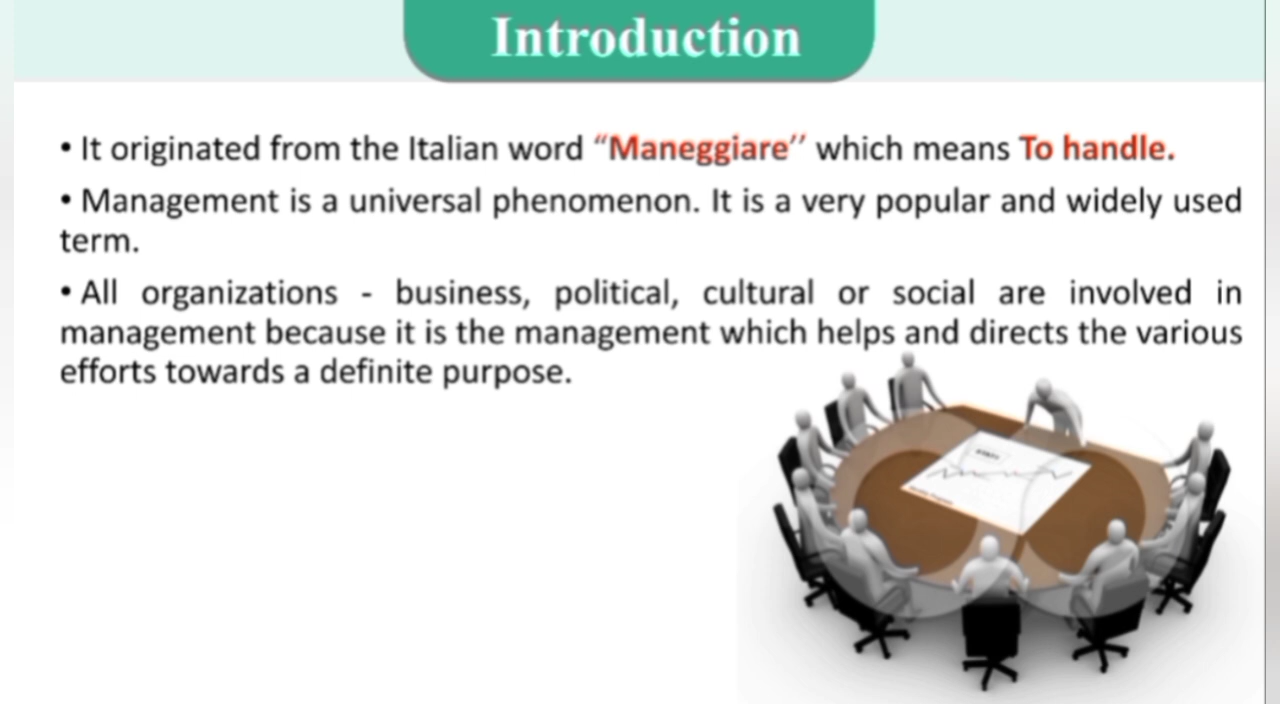 Introduction
• It originated from the Italian word “Maneggiare’’ which means To handle.
• Management is a universal phenomenon. It is a very popular and widely used
term.
• All organizations - business, political, cultural or social are involved in
management because it is the management which helps and directs the various
efforts towards a definite purpose.